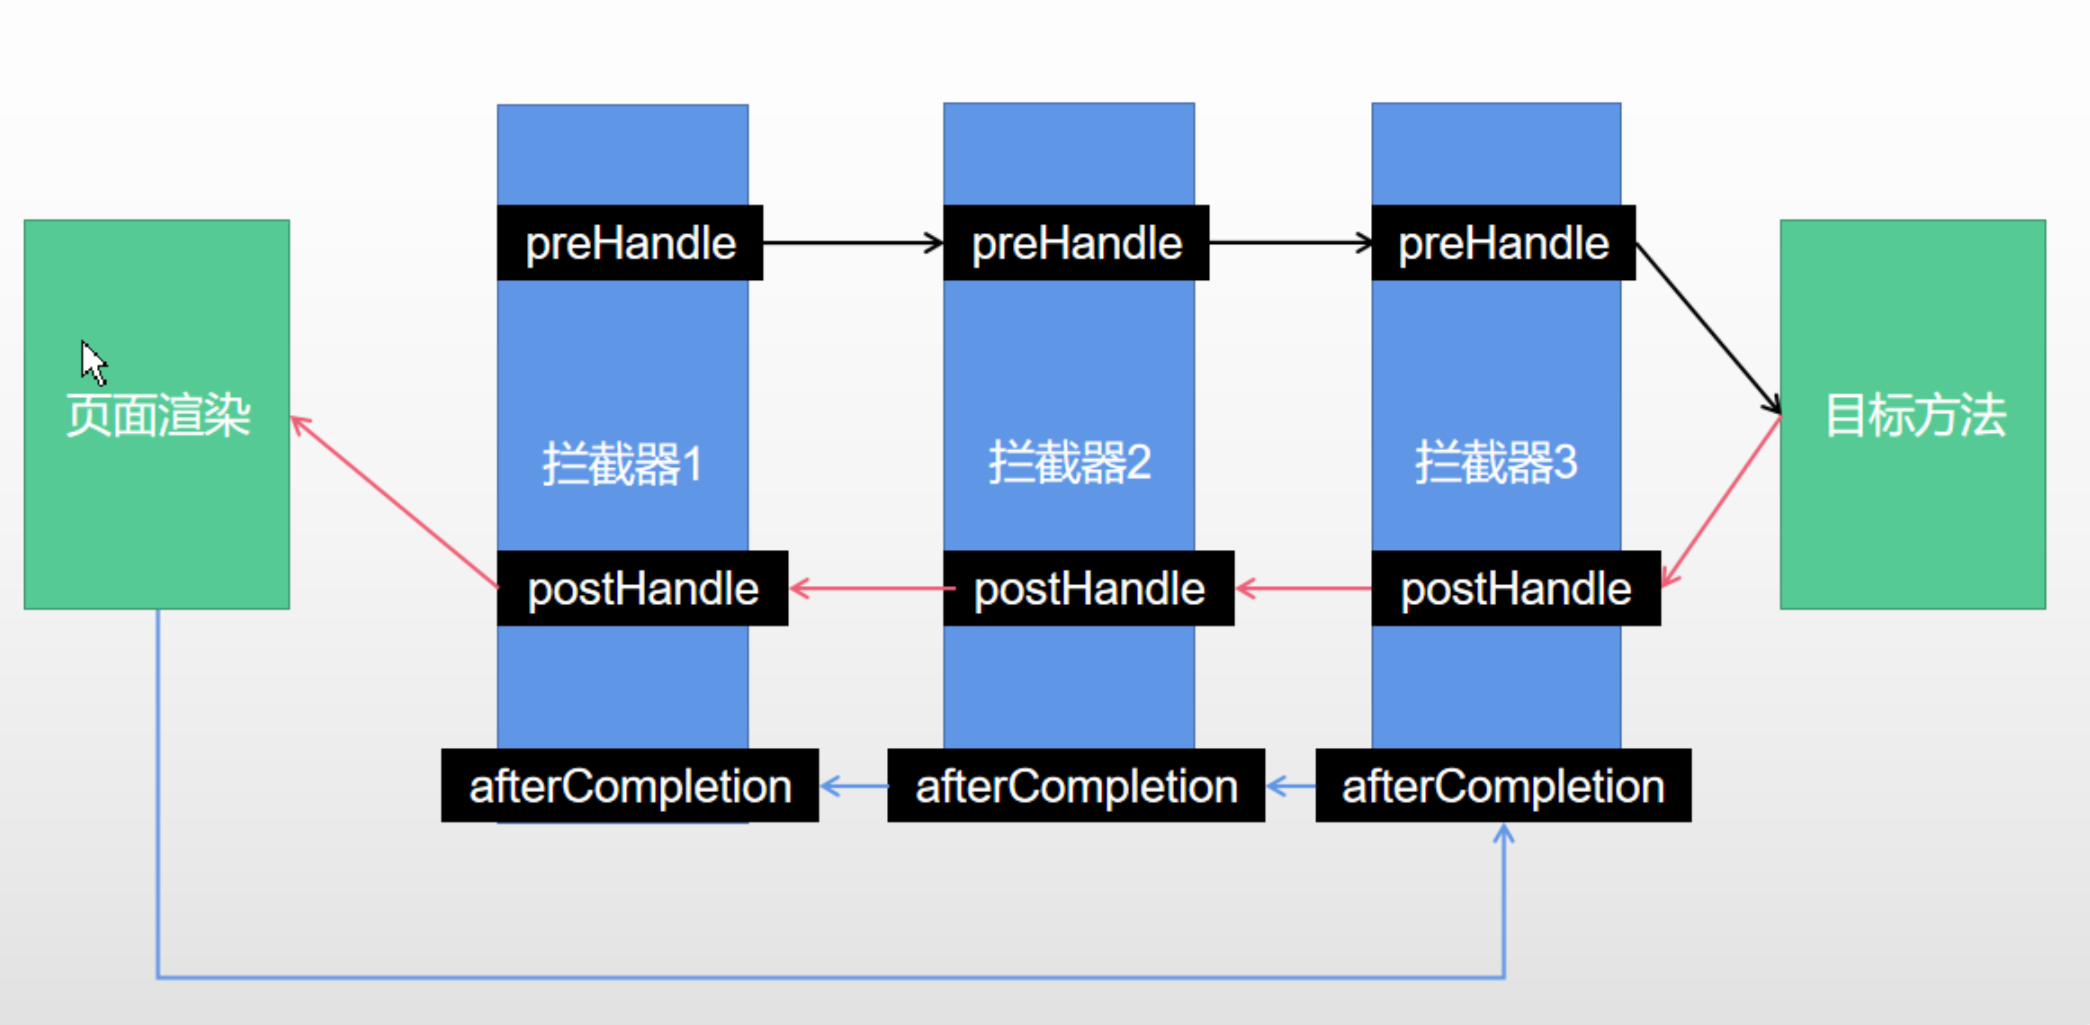 preHandle
preHandle
preHandle
页面渲染
拦截器1
拦截器2
拦截器3
目标方法
postHandle
postHandle
postHandle
afterCompletion
afterCompletion
afterCompletion